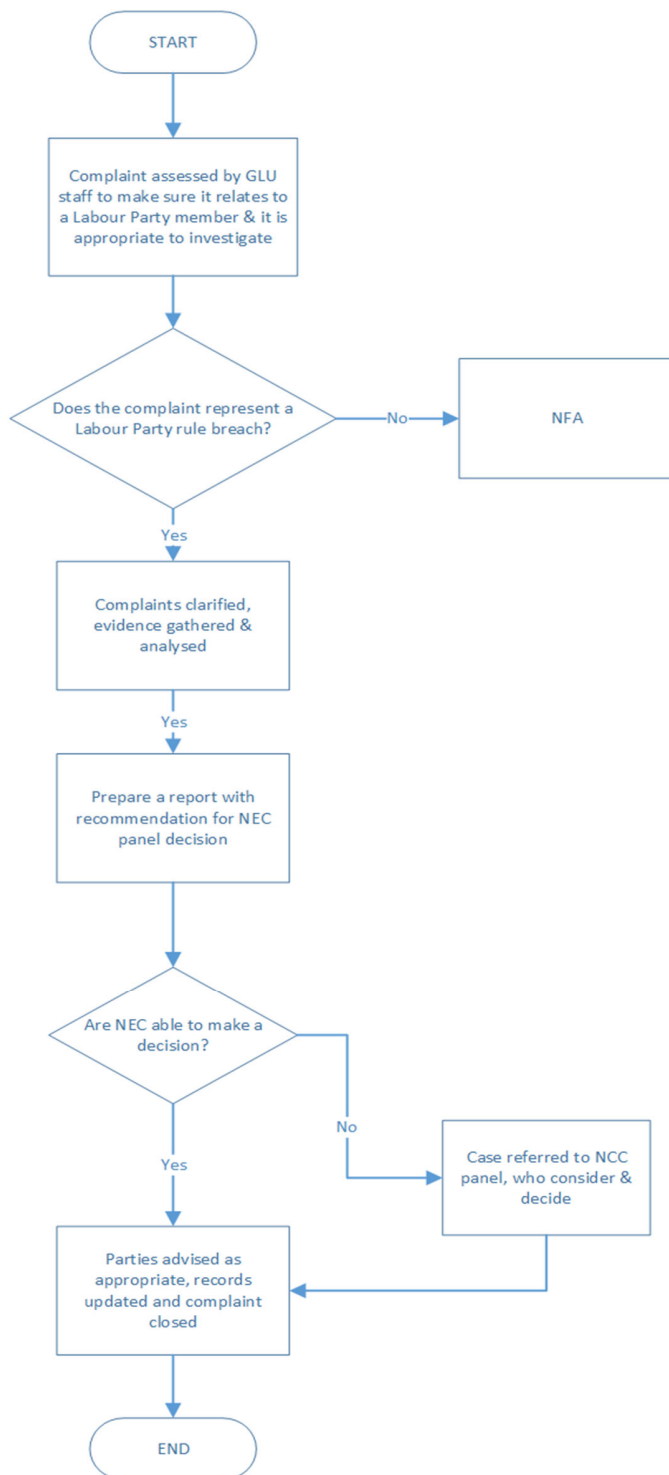 START
Complaint assessed by GLU
staff to make sure it relates to
a Labour Party member & it is
appropriate to investigate
Does the complaint represent a
Labour Party rule breach?
No
NFA
Yes
Complaints clarified,
evidence gathered &
analysed
Yes
Prepare a report with
recommendation for NEC
panel decision
Are NEC able to make a
decision?
No
Yes
Case referred to NCC
panel, who consider &
decide
Parties advised as
appropriate, records
updated and complaint
closed
END